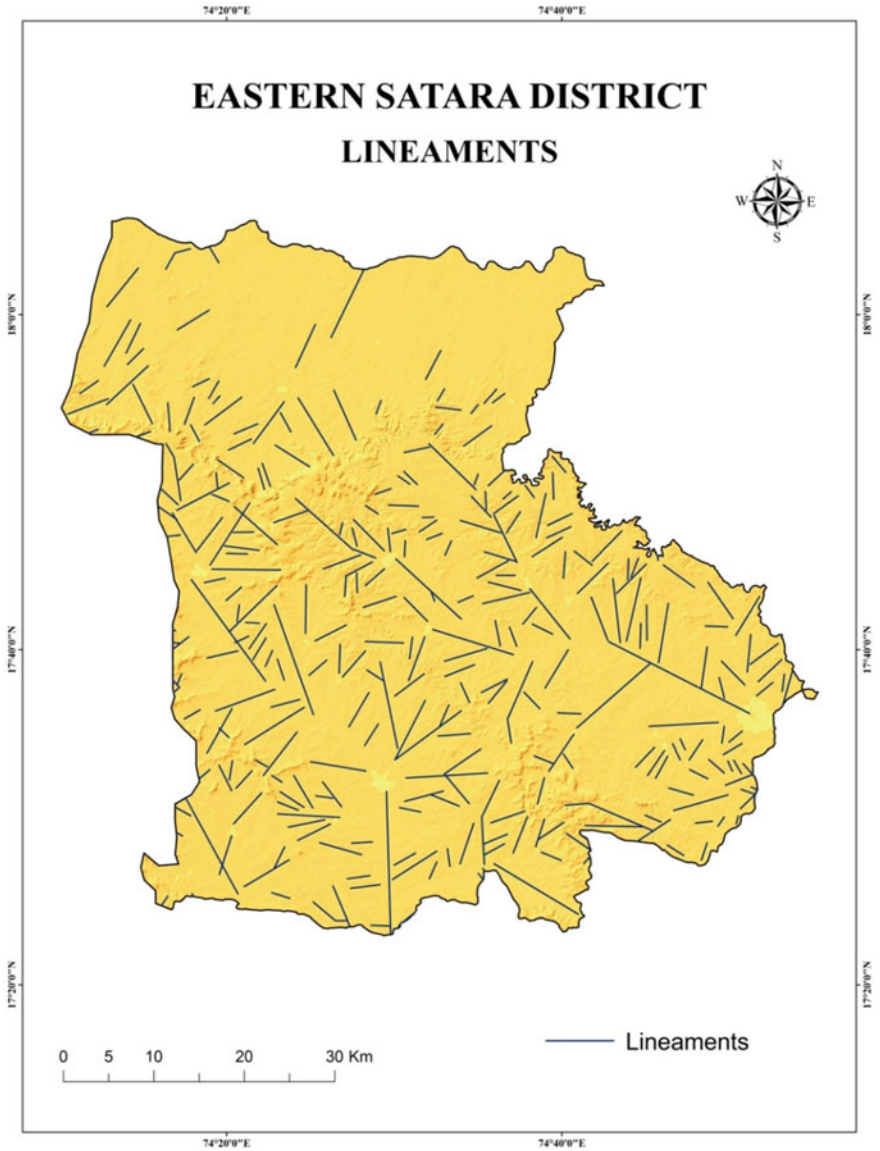 74°20'0"E 74°40'0"E
EASTERN SATARA DISTRICT
LINEAMENTS
N
W E
S
18°0'0"N 18°0'0"N
17°40'0"N 17°40'0"N
17°20'0"N 17°20'0"N
Lineaments
0 5 10 20 30 Km
74°20'0"E 74°40'0"E